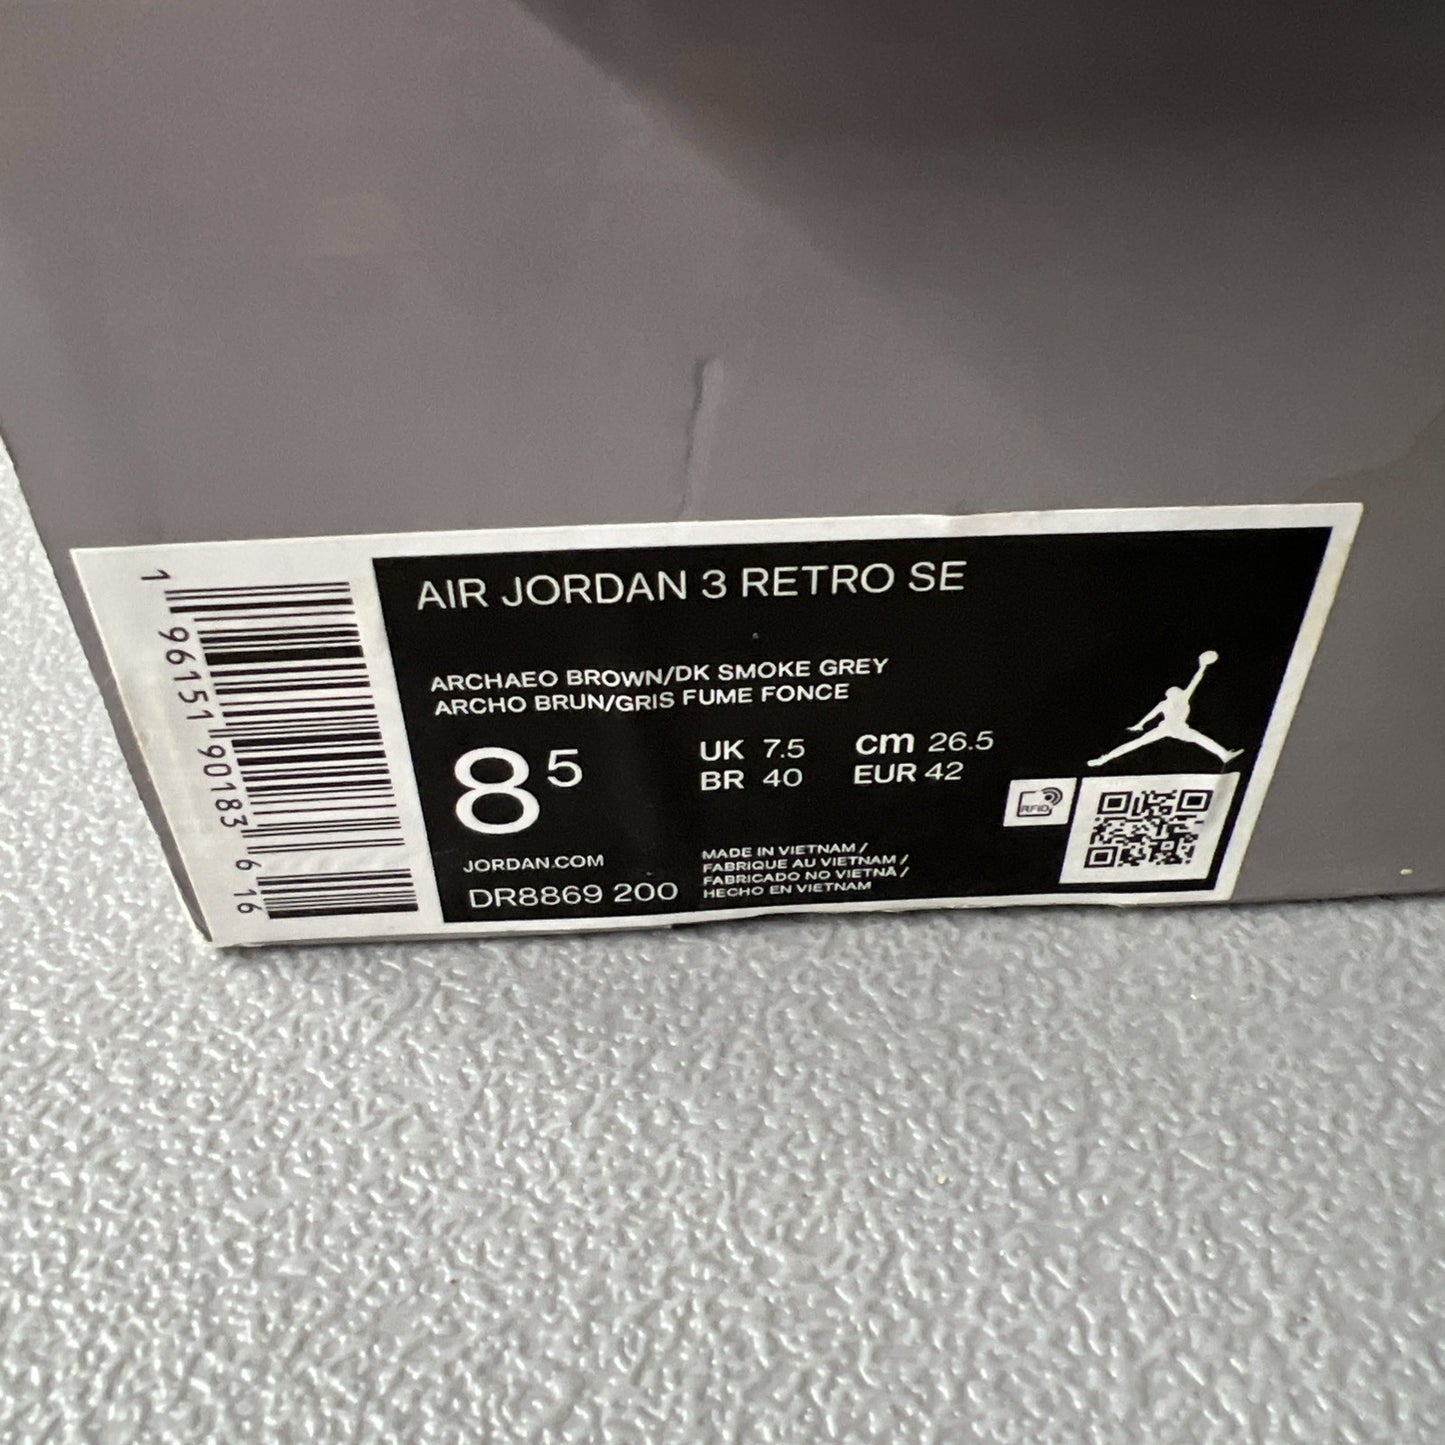 AIR JORDAN 3 RETRO SE
ARCHAEO BROWN/DK SMOKE GREY
ARCHO BRUN/GRIS FUME FONCE
8 5
UK 7.5 cm 26.5
BR 40 EUR 42
RFID
JORDAN.COM
DR8869 200
MADE IN VIETNAM /
FABRIQUE AU VIETNAM /
FABRICADO NO VIETNÃ /
HECHO EN VIETNAM
1 96151 90183 6 16